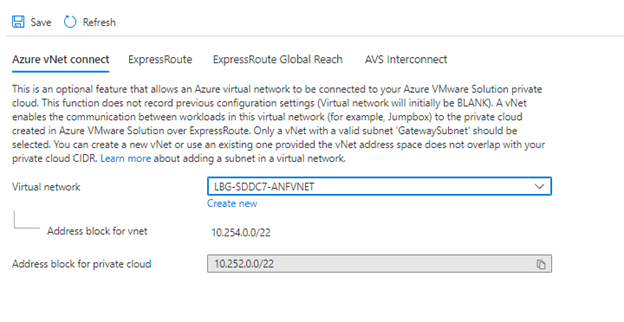 Save Refresh
Azure vNet connect ExpressRoute ExpressRoute Global Reach AVS Interconnect
This is an optional feature that allows an Azure virtual network to be connected to your Azure VMware Solution private
cloud. This function does not record previous configuration settings (Virtual network will initially be BLANK). A vNet
enables the communication between workloads in this virtual network (for example, Jumpbox) to the private cloud
created in Azure VMware Solution over ExpressRoute. Only a vNet with a valid subnet 'GatewaySubnet' should be
selected. You can create a new vNet or use an existing one provided the vNet address space does not overlap with your
private cloud CIDR. Learn more about adding a subnet in a virtual network.
Virtual network LBG-SDDC7-ANFVNET
Create new
Address block for vnet 10.254.0.0/22
Address block for private cloud 10.252.0.0/22